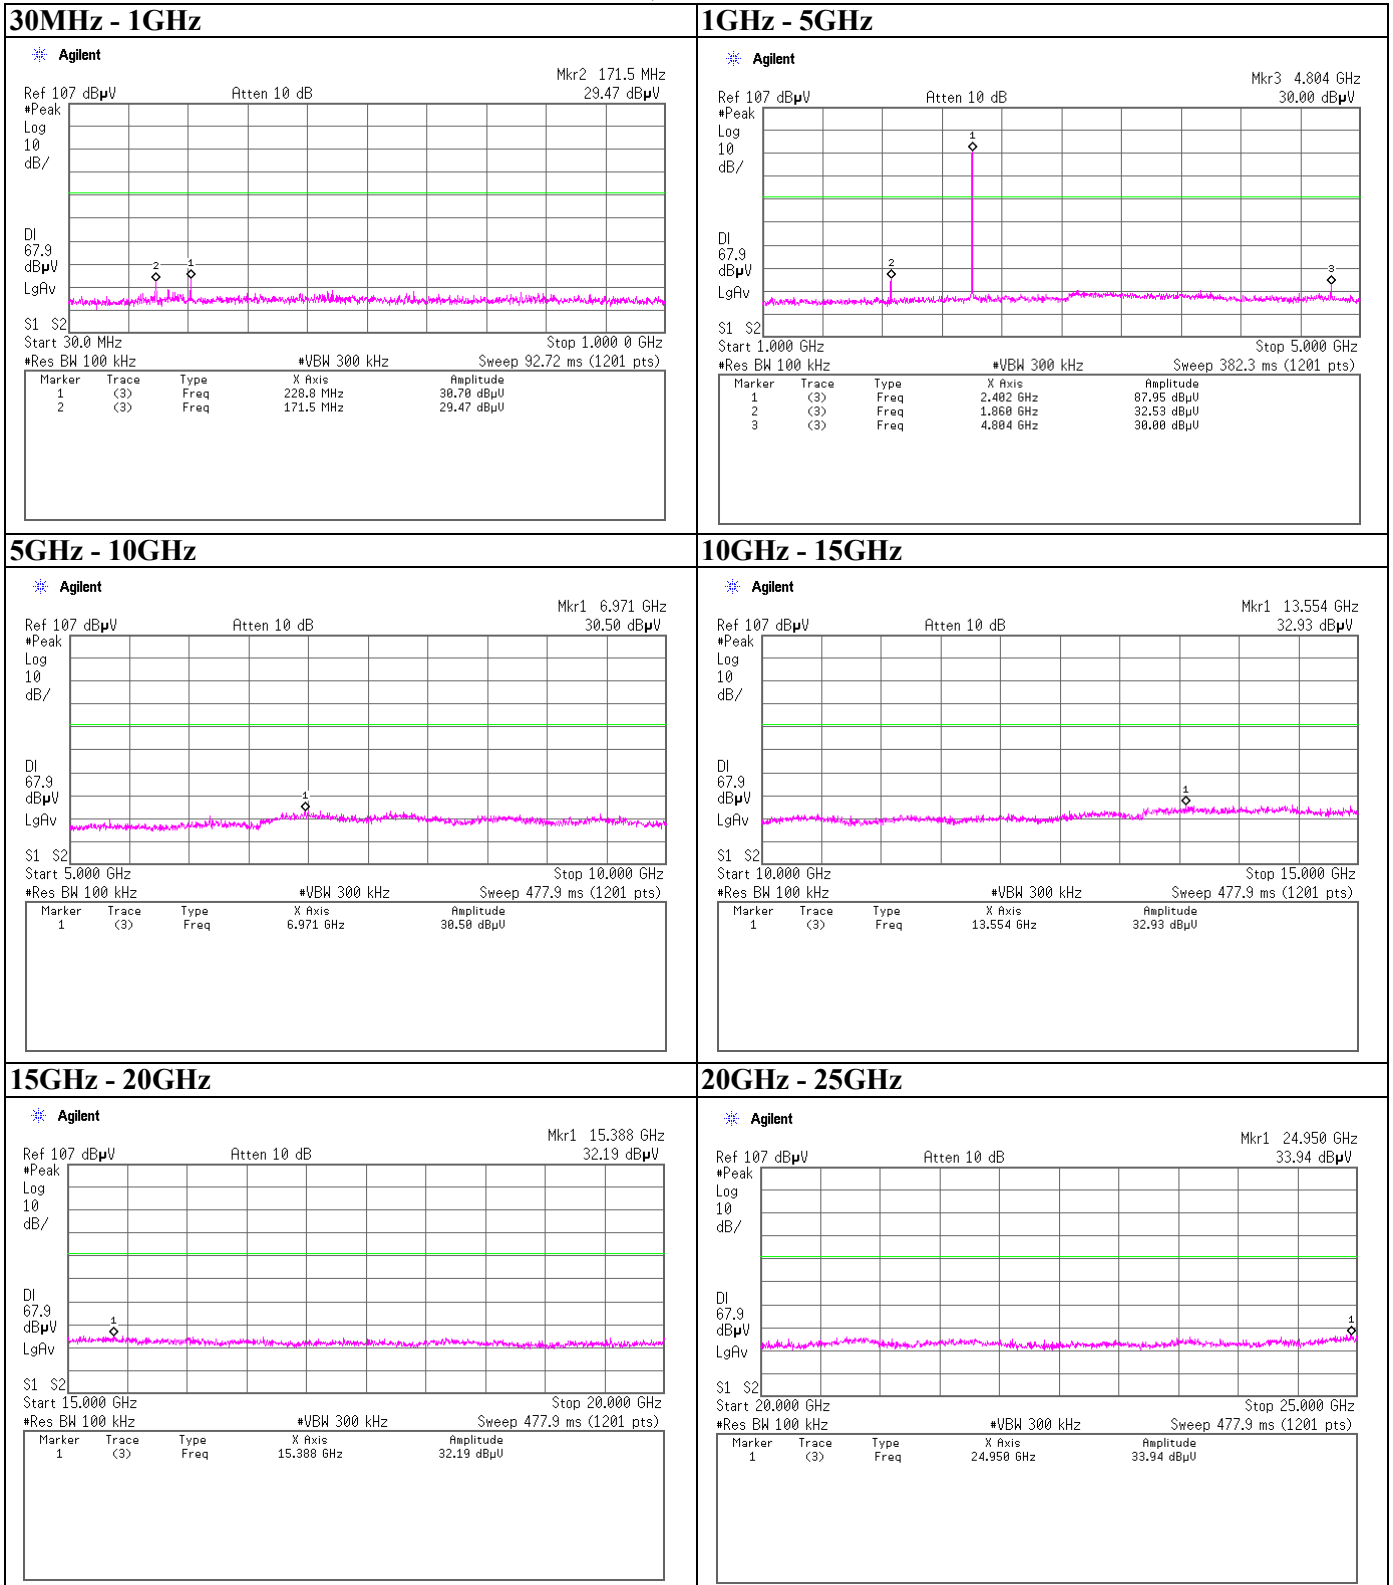 30MHz - 1GHz
Agilent
Mkr2 171.5 MHz
Ref 107 dBµV Atten 10 dB 29.47 dBµV
#Peak
Log
10
dB/
2
1
DI
67.9
dBµV
LgAv
S1 S2
Start 30.0 MHz Stop 1.000 0 GHz
#Res BW 100 kHz #VBW 300 kHz Sweep 92.72 ms (1201 pts)
Marker Trace Type X Axis Amplitude
1 (3) Freq 228.8 MHz 30.70 dBµV
2 (3) Freq 171.5 MHz 29.47 dBµV
1GHz - 5GHz
Agilent
Mkr3 4.804 GHz
Ref 107 dBµV Atten 10 dB 30.00 dBµV
#Peak
Log
10
dB/
1
2
3
DI
67.9
dBµV
LgAv
S1 S2
Start 1.000 GHz Stop 5.000 GHz
#Res BW 100 kHz #VBW 300 kHz Sweep 382.3 ms (1201 pts)
Marker Trace Type X Axis Amplitude
1 (3) Freq 2.402 GHz 87.95 dBµV
2 (3) Freq 1.860 GHz 32.53 dBµV
3 (3) Freq 4.804 GHz 30.00 dBµV
5GHz - 10GHz
Agilent
Mkr1 6.971 GHz
Ref 107 dBµV Atten 10 dB 30.50 dBµV
#Peak
Log
10
dB/
1
DI
67.9
dBµV
LgAv
S1 S2
Start 5.000 GHz Stop 10.000 GHz
#Res BW 100 kHz #VBW 300 kHz Sweep 477.9 ms (1201 pts)
Marker Trace Type X Axis Amplitude
1 (3) Freq 6.971 GHz 30.50 dBµV
10GHz - 15GHz
Agilent
Mkr1 13.554 GHz
Ref 107 dBµV Atten 10 dB 32.93 dBµV
#Peak
Log
10
dB/
1
DI
67.9
dBµV
LgAv
S1 S2
Start 10.000 GHz Stop 15.000 GHz
#Res BW 100 kHz #VBW 300 kHz Sweep 477.9 ms (1201 pts)
Marker Trace Type X Axis Amplitude
1 (3) Freq 13.554 GHz 32.93 dBµV
15GHz - 20GHz
Agilent
Mkr1 15.388 GHz
Ref 107 dBµV Atten 10 dB 32.19 dBµV
#Peak
Log
10
dB/
1
DI
67.9
dBµV
LgAv
S1 S2
Start 15.000 GHz Stop 20.000 GHz
#Res BW 100 kHz #VBW 300 kHz Sweep 477.9 ms (1201 pts)
Marker Trace Type X Axis Amplitude
1 (3) Freq 15.388 GHz 32.19 dBµV
20GHz - 25GHz
Agilent
Mkr1 24.950 GHz
Ref 107 dBµV Atten 10 dB 33.94 dBµV
#Peak
Log
10
dB/
1
DI
67.9
dBµV
LgAv
S1 S2
Start 20.000 GHz Stop 25.000 GHz
#Res BW 100 kHz #VBW 300 kHz Sweep 477.9 ms (1201 pts)
Marker Trace Type X Axis Amplitude
1 (3) Freq 24.950 GHz 33.94 dBµV